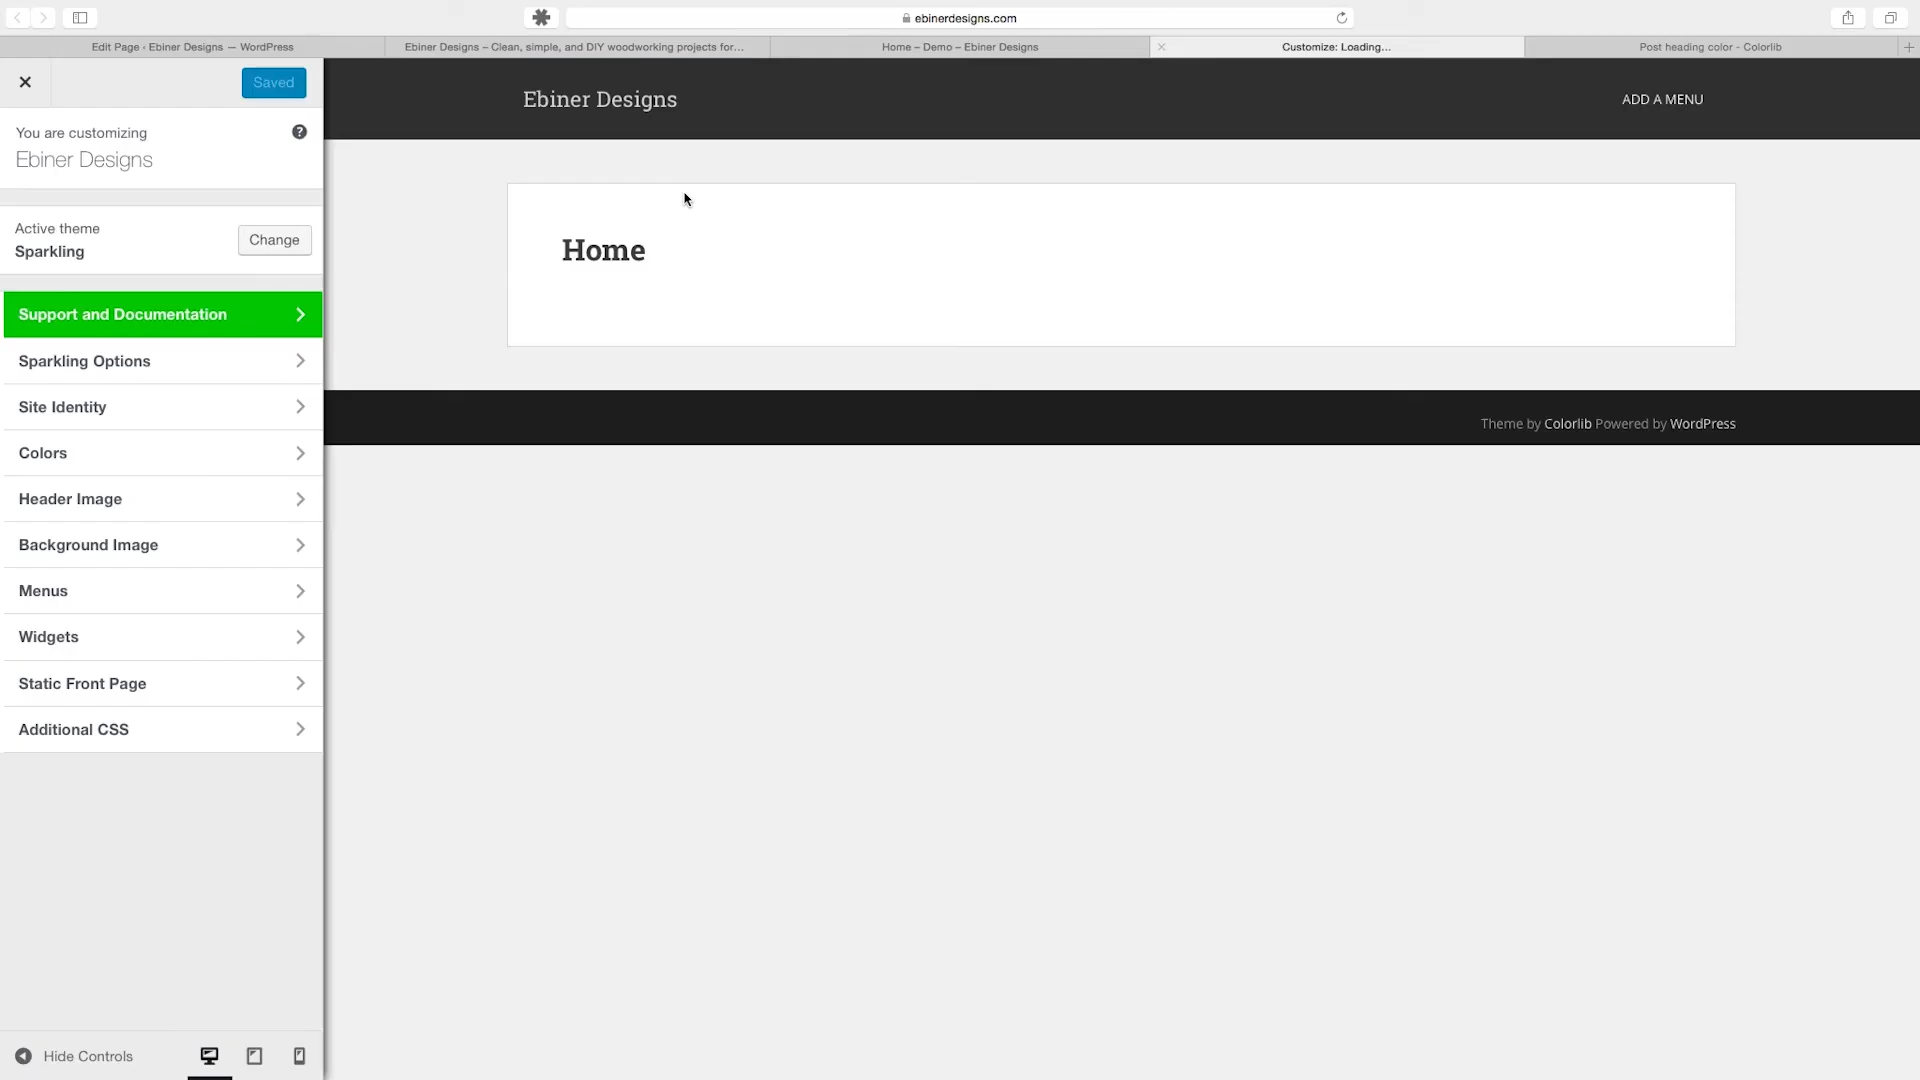 ebinerdesigns.com
Edit Page ‹ Ebiner Designs — WordPress
Ebiner Designs – Clean, simple, and DIY woodworking projects for...
Home – Demo – Ebiner Designs
Customize: Loading...
Post heading color - Colorlib
Saved
You are customizing
Ebiner Designs
Active theme
Sparkling
Change
Support and Documentation
Sparkling Options
Site Identity
Colors
Header Image
Background Image
Menus
Widgets
Static Front Page
Additional CSS
Hide Controls
Ebiner Designs
ADD A MENU
Home
Theme by Colorlib Powered by WordPress